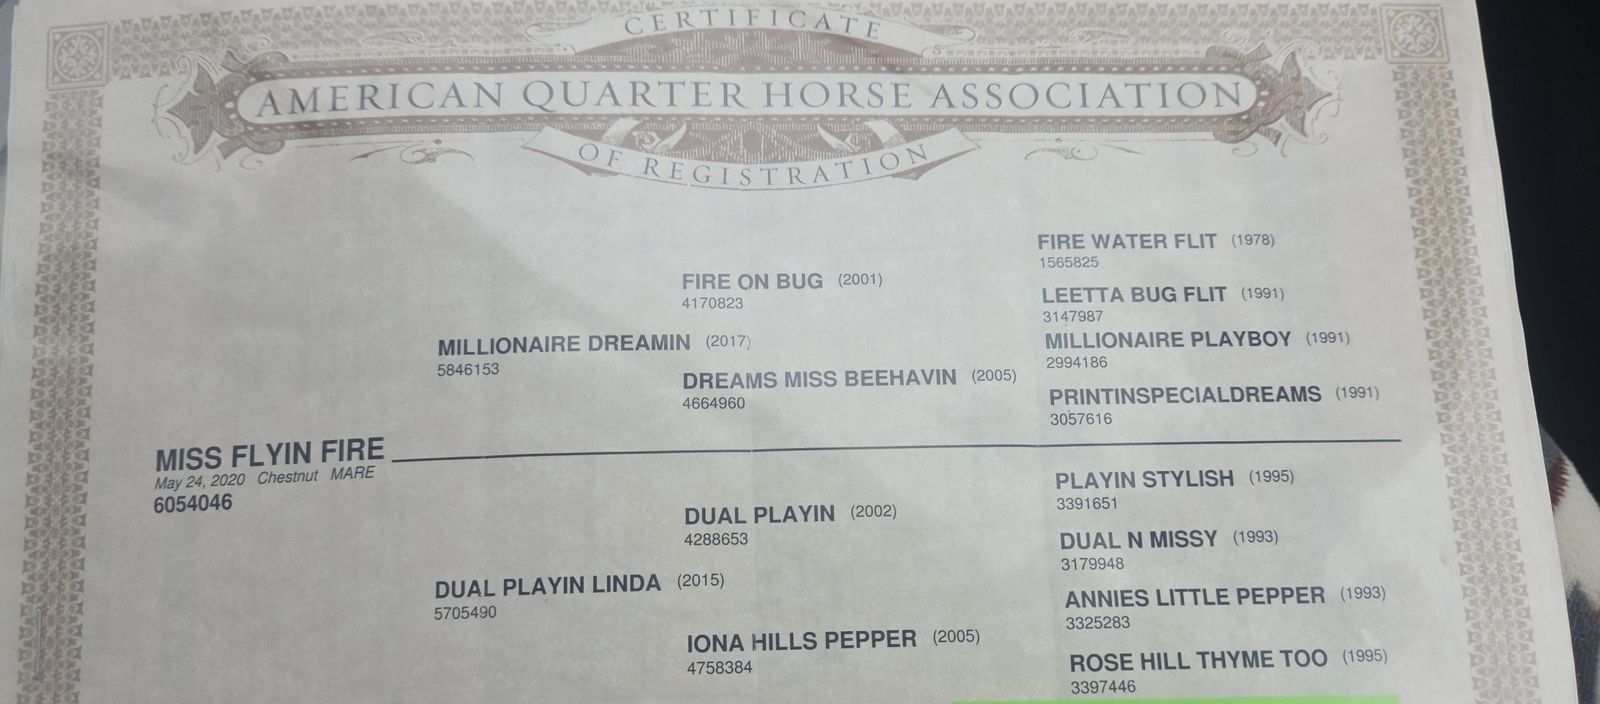 CERTIFICATE
AMERICAN QUARTER HORSE ASSOCIATION
OF REGISTRATION
FIRE WATER FLIT (1978)
1565825
FIRE ON BUG (2001)
4170823
LEETTA BUG FLIT (1991)
3147987
MILLIONAIRE DREAMIN (2017)
5846153
MILLIONAIRE PLAYBOY (1991)
2994186
DREAMS MISS BEEHAVIN (2005)
4664960
PRINTINSPECIALDREAMS (1991)
3057616
MISS FLYIN FIRE
May 24, 2020 Chestnut MARE
6054046
PLAYIN STYLISH (1995)
3391651
DUAL PLAYIN (2002)
4288653
DUAL N MISSY (1993)
3179948
DUAL PLAYIN LINDA (2015)
5705490
ANNIES LITTLE PEPPER (1993)
3325283
IONA HILLS PEPPER (2005)
4758384
ROSE HILL THYME TOO (1995)
3397446